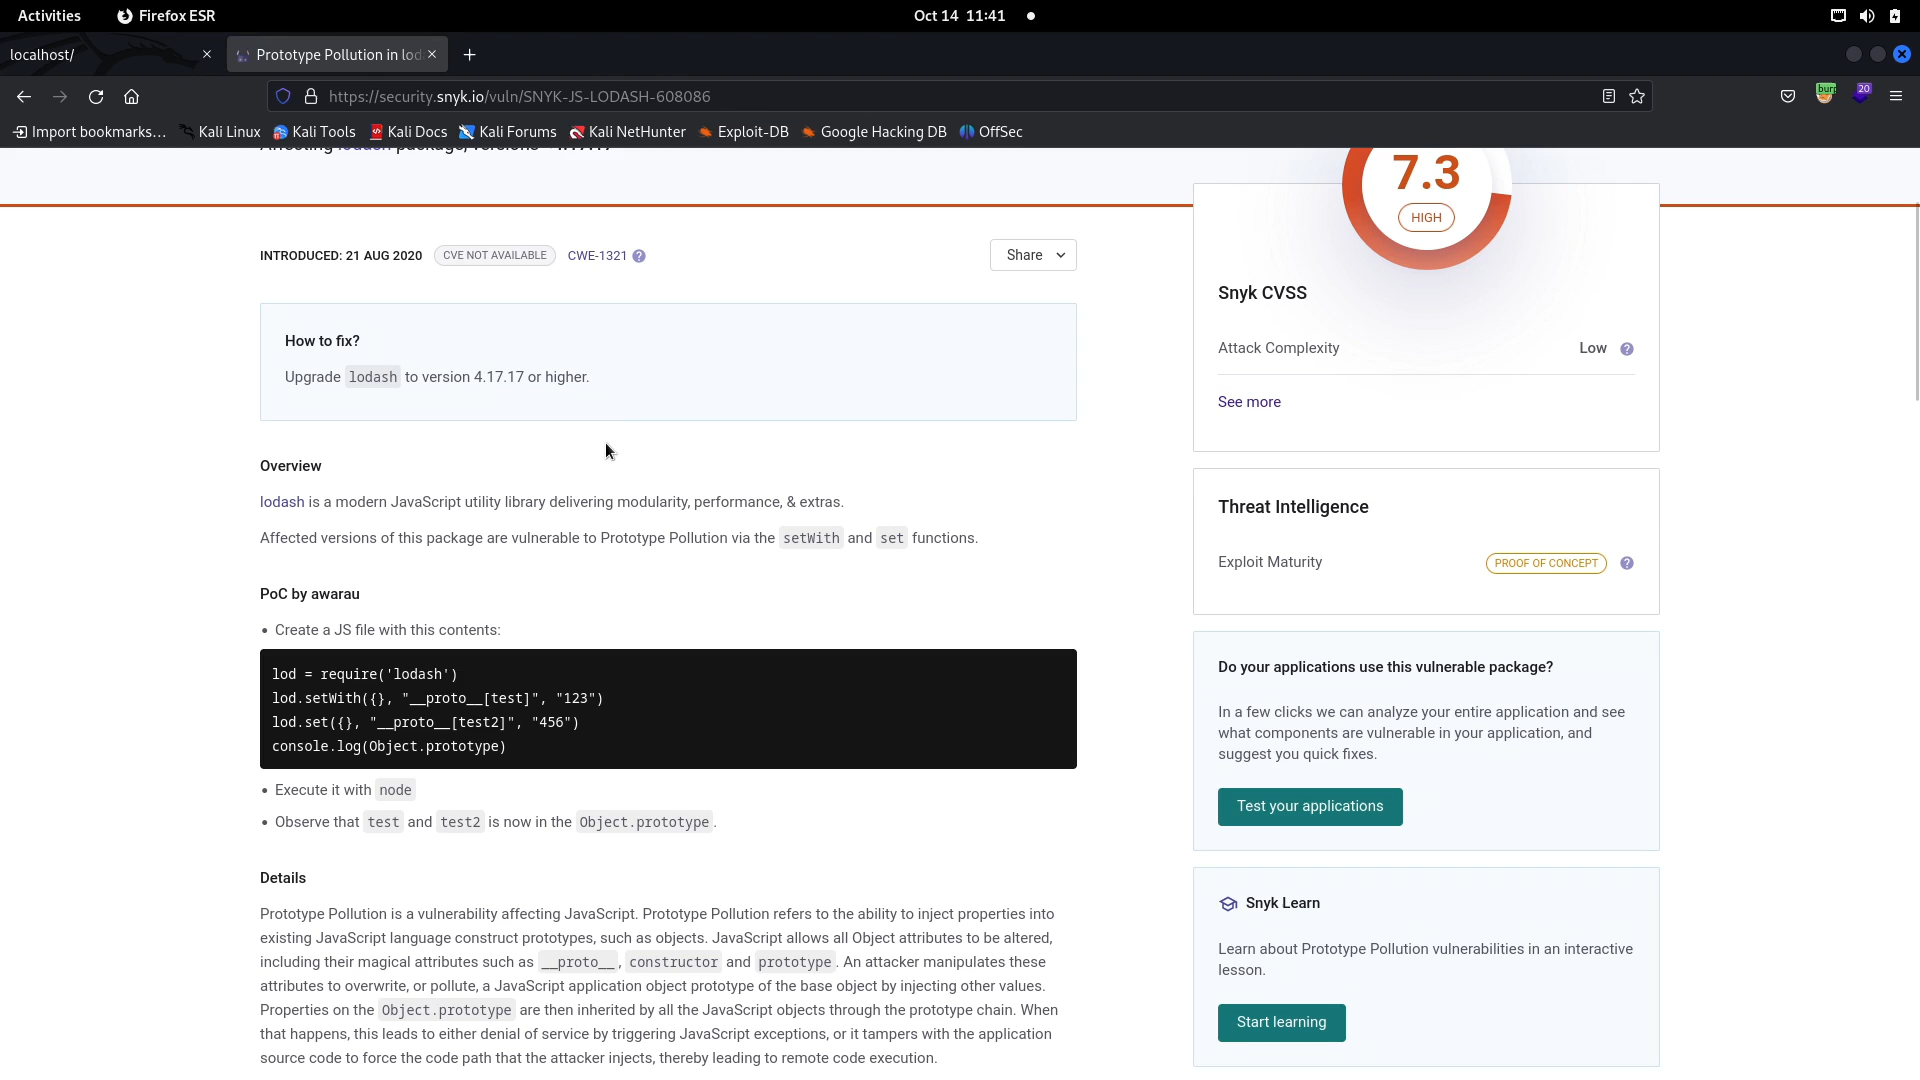 Activities
Firefox ESR
Oct 14 11:41
localhost/
Prototype Pollution in lod
https://security.snyk.io/vuln/SNYK-JS-LODASH-608086
burp
20
Import bookmarks...
Kali Linux
Kali Tools
Kali Docs
Kali Forums
Kali NetHunter
Exploit-DB
Google Hacking DB
OffSec
7.3
HIGH
INTRODUCED: 21 AUG 2020
CVE NOT AVAILABLE
CWE-1321 ?
Share
How to fix?
Upgrade lodash to version 4.17.17 or higher.
Overview
lodash is a modern JavaScript utility library delivering modularity, performance, & extras.
Affected versions of this package are vulnerable to Prototype Pollution via the setWith and set functions.
PoC by awarau
• Create a JS file with this contents:
lod = require('lodash')
lod.setWith({}, "__proto__[test]", "123")
lod.set({}, "__proto__[test2]", "456")
console.log(Object.prototype)
• Execute it with node
• Observe that test and test2 is now in the Object.prototype.
Details
Prototype Pollution is a vulnerability affecting JavaScript. Prototype Pollution refers to the ability to inject properties into
existing JavaScript language construct prototypes, such as objects. JavaScript allows all Object attributes to be altered,
including their magical attributes such as __proto__, constructor and prototype. An attacker manipulates these
attributes to overwrite, or pollute, a JavaScript application object prototype of the base object by injecting other values.
Properties on the Object.prototype are then inherited by all the JavaScript objects through the prototype chain. When
that happens, this leads to either denial of service by triggering JavaScript exceptions, or it tampers with the application
source code to force the code path that the attacker injects, thereby leading to remote code execution.
Snyk CVSS
Attack Complexity
Low ?
See more
Threat Intelligence
Exploit Maturity
PROOF OF CONCEPT ?
Do your applications use this vulnerable package?
In a few clicks we can analyze your entire application and see
what components are vulnerable in your application, and
suggest you quick fixes.
Test your applications
Snyk Learn
Learn about Prototype Pollution vulnerabilities in an interactive
lesson.
Start learning